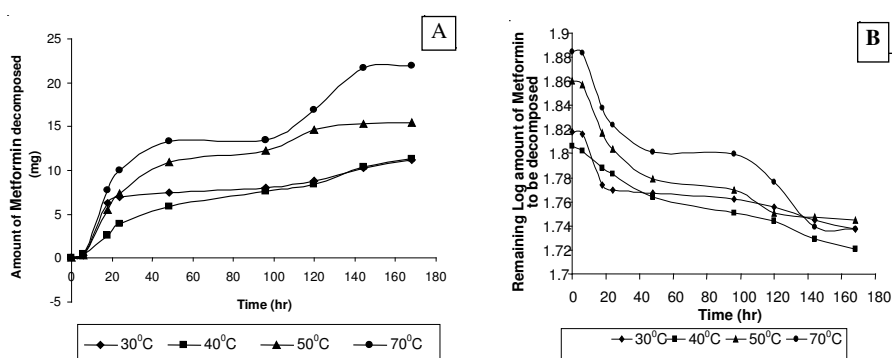 A
Amount of Metformin decomposed
(mg)
30
25
20
15
10
5
0
-5
0 20 40 60 80 100 120 140 160 180
Time (hr)
30⁰C 40⁰C 50⁰C 70⁰C
B
Remaining Log amount of Metformin
to be decomposed
1.9
1.88
1.86
1.84
1.82
1.8
1.78
1.76
1.74
1.72
1.7
0 20 40 60 80 100 120 140 160 180
Time (hr)
30⁰C 40⁰C 50⁰C 70⁰C